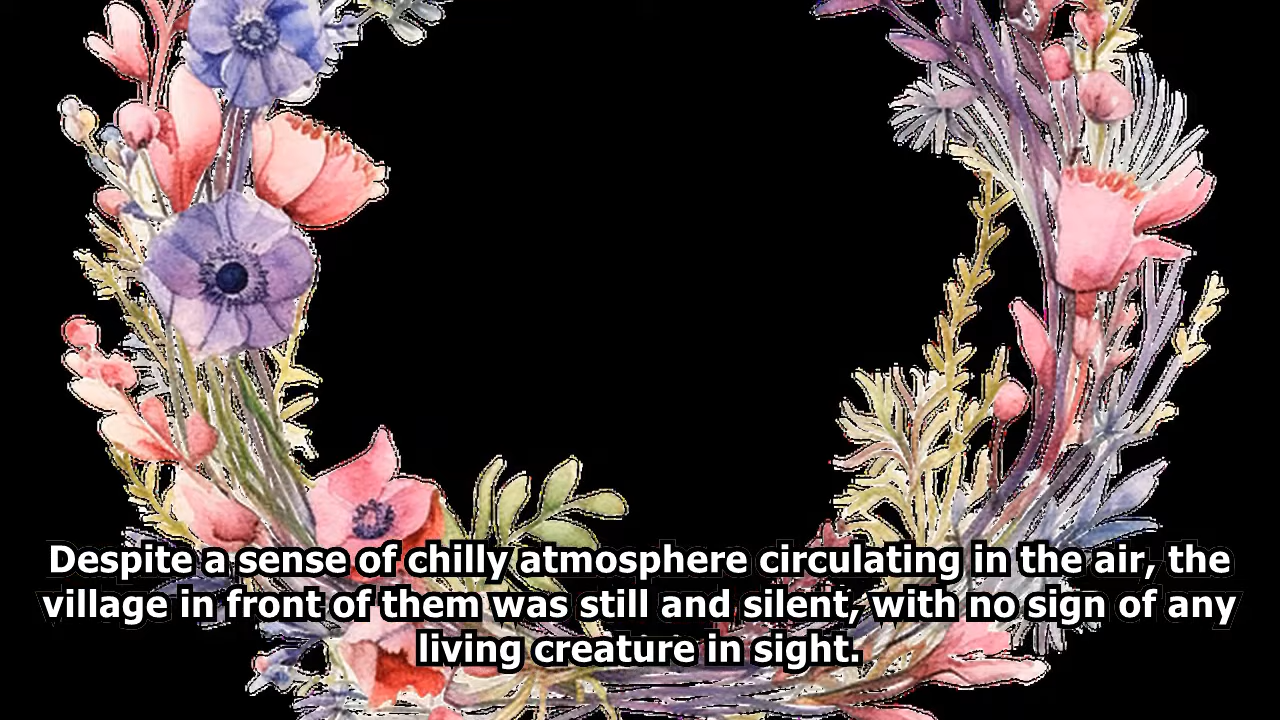 Despite a sense of chilly atmosphere circulating in the air, the
village in front of them was still and silent, with no sign of any
living creature in sight.